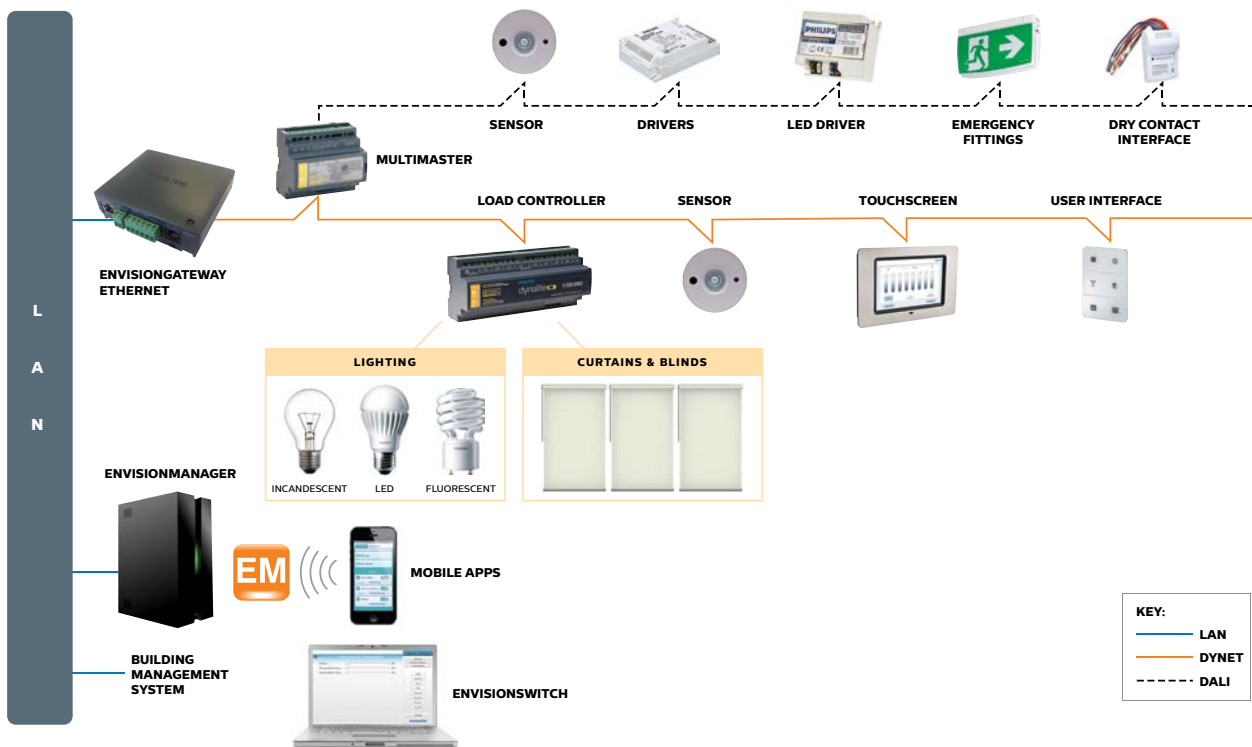 SENSOR
DRIVERS
LED DRIVER
EMERGENCY
FITTINGS
DRY CONTACT
INTERFACE
PHILIPS
MULTIMASTER
LOAD CONTROLLER
SENSOR
TOUCHSCREEN
USER INTERFACE
ENVISIONGATEWAY
ETHERNET
dynalite
L
A
N
LIGHTING
INCANDESCENT
LED
FLUORESCENT
CURTAINS & BLINDS
ENVISIONMANAGER
EM
MOBILE APPS
BUILDING
MANAGEMENT
SYSTEM
ENVISIONSWITCH
KEY:
LAN
DYNET
DALI